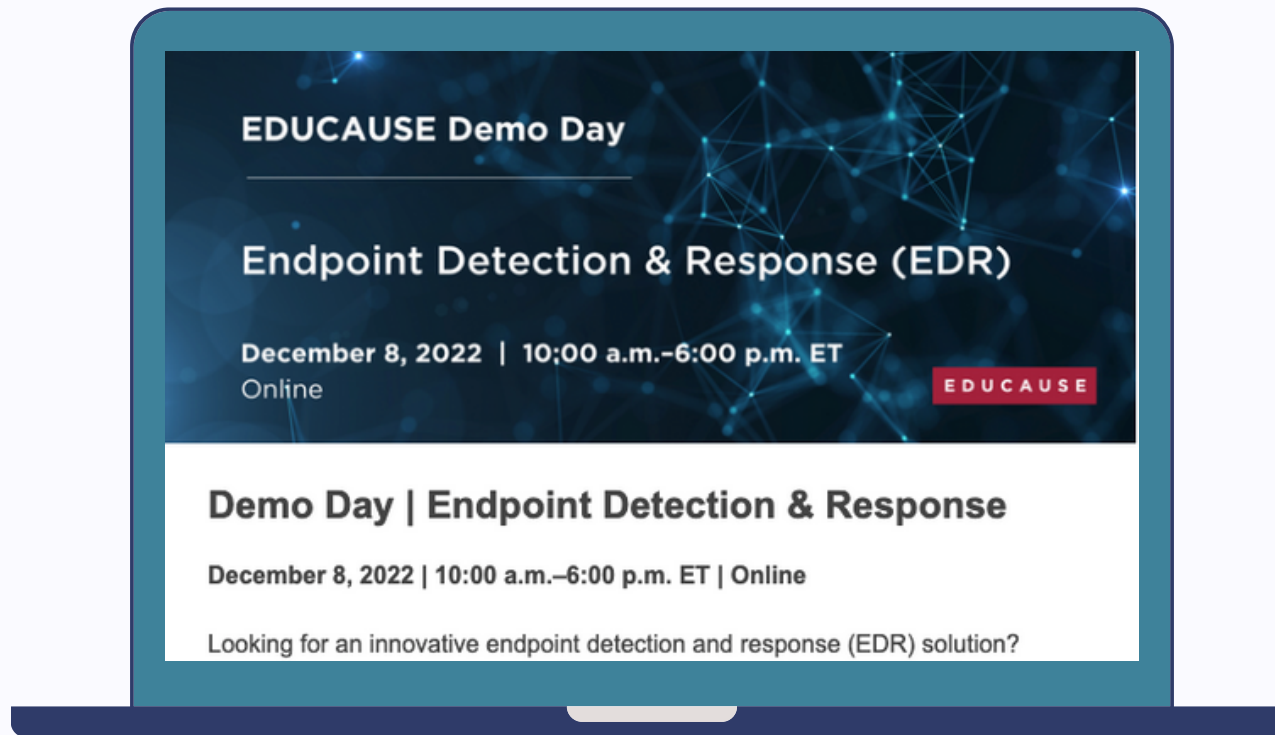 EDUCAUSE Demo Day
Endpoint Detection & Response (EDR)
December 8, 2022 | 10:00 a.m.–6:00 p.m. ET
Online
EDUCAUSE
Demo Day | Endpoint Detection & Response
December 8, 2022 | 10:00 a.m.–6:00 p.m. ET | Online
Looking for an innovative endpoint detection and response (EDR) solution?